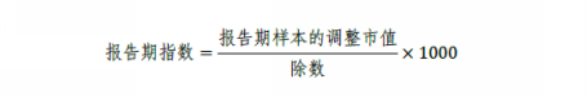 报告期指数 = 报告期样本的调整市值 / 除数 × 1000